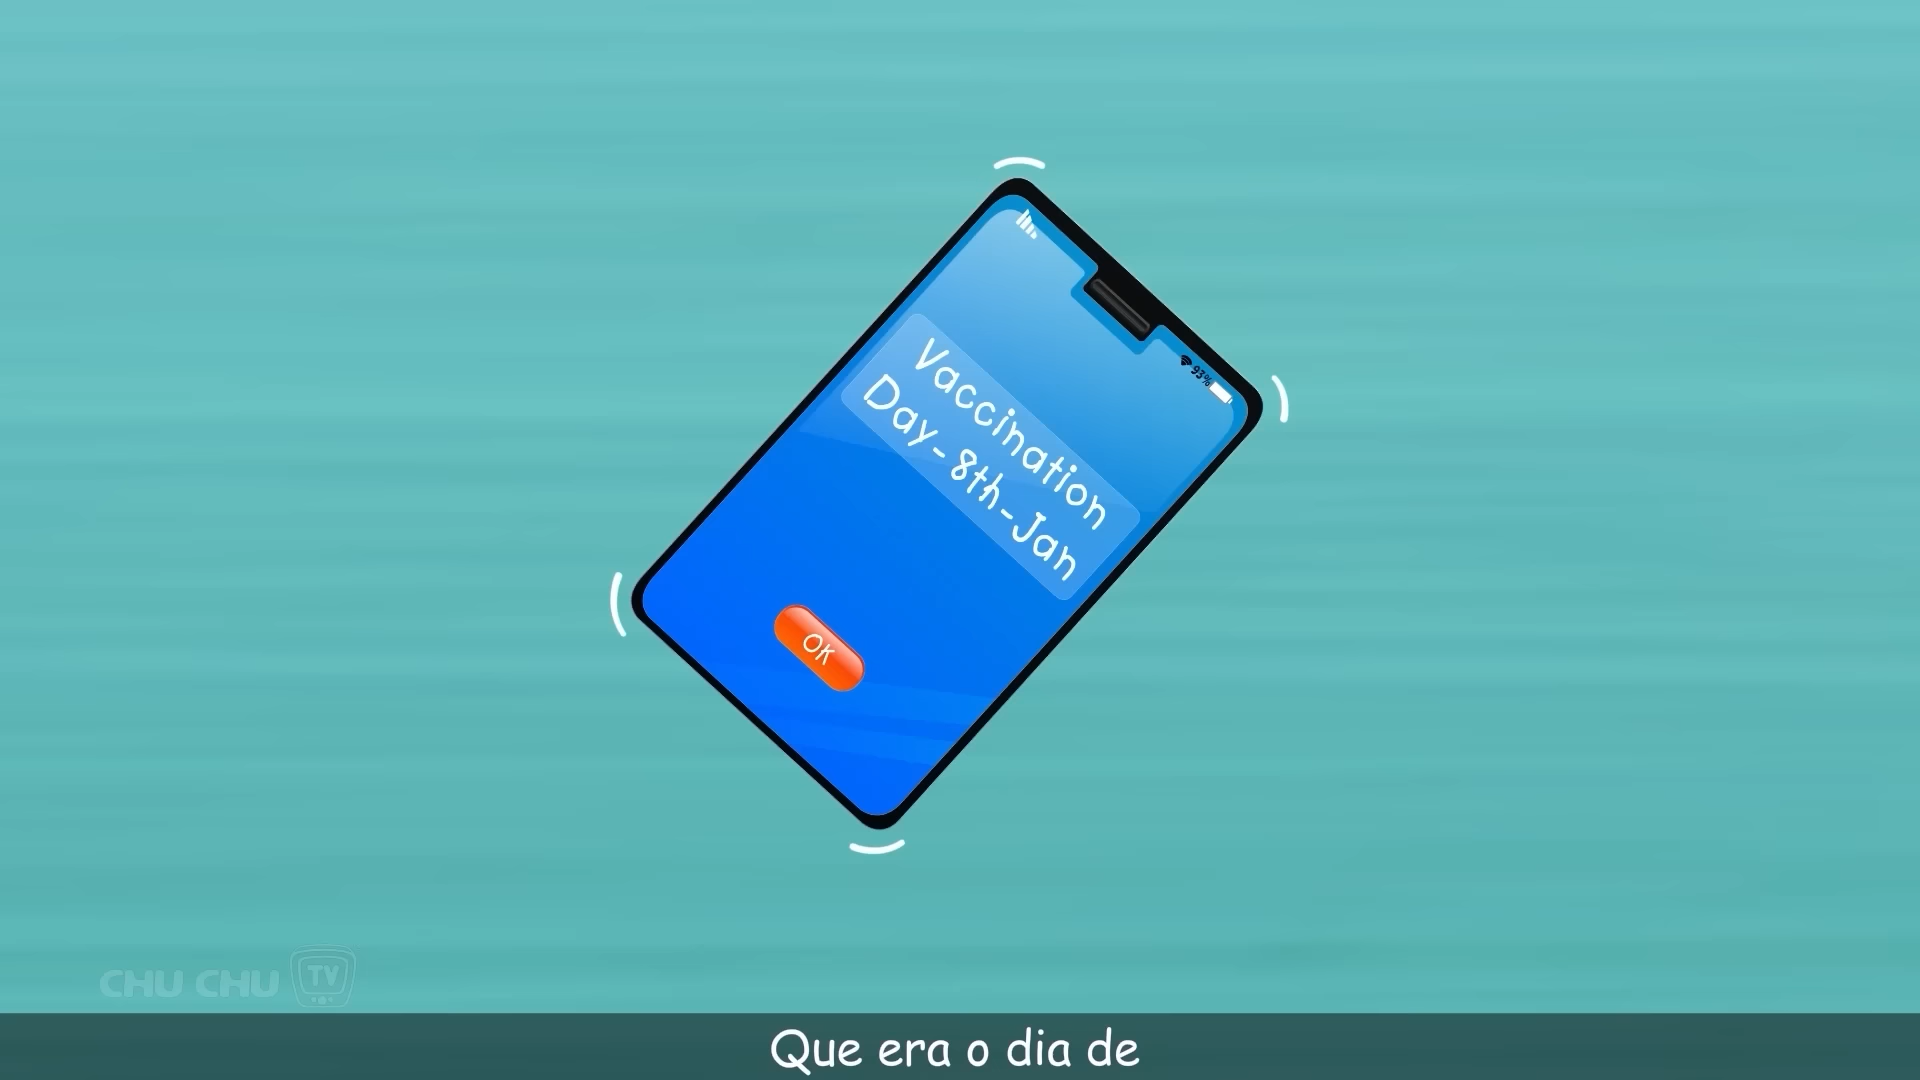 93%
Vaccination
Day-8th-Jan
OK
CHU CHU TV
Que era o dia de